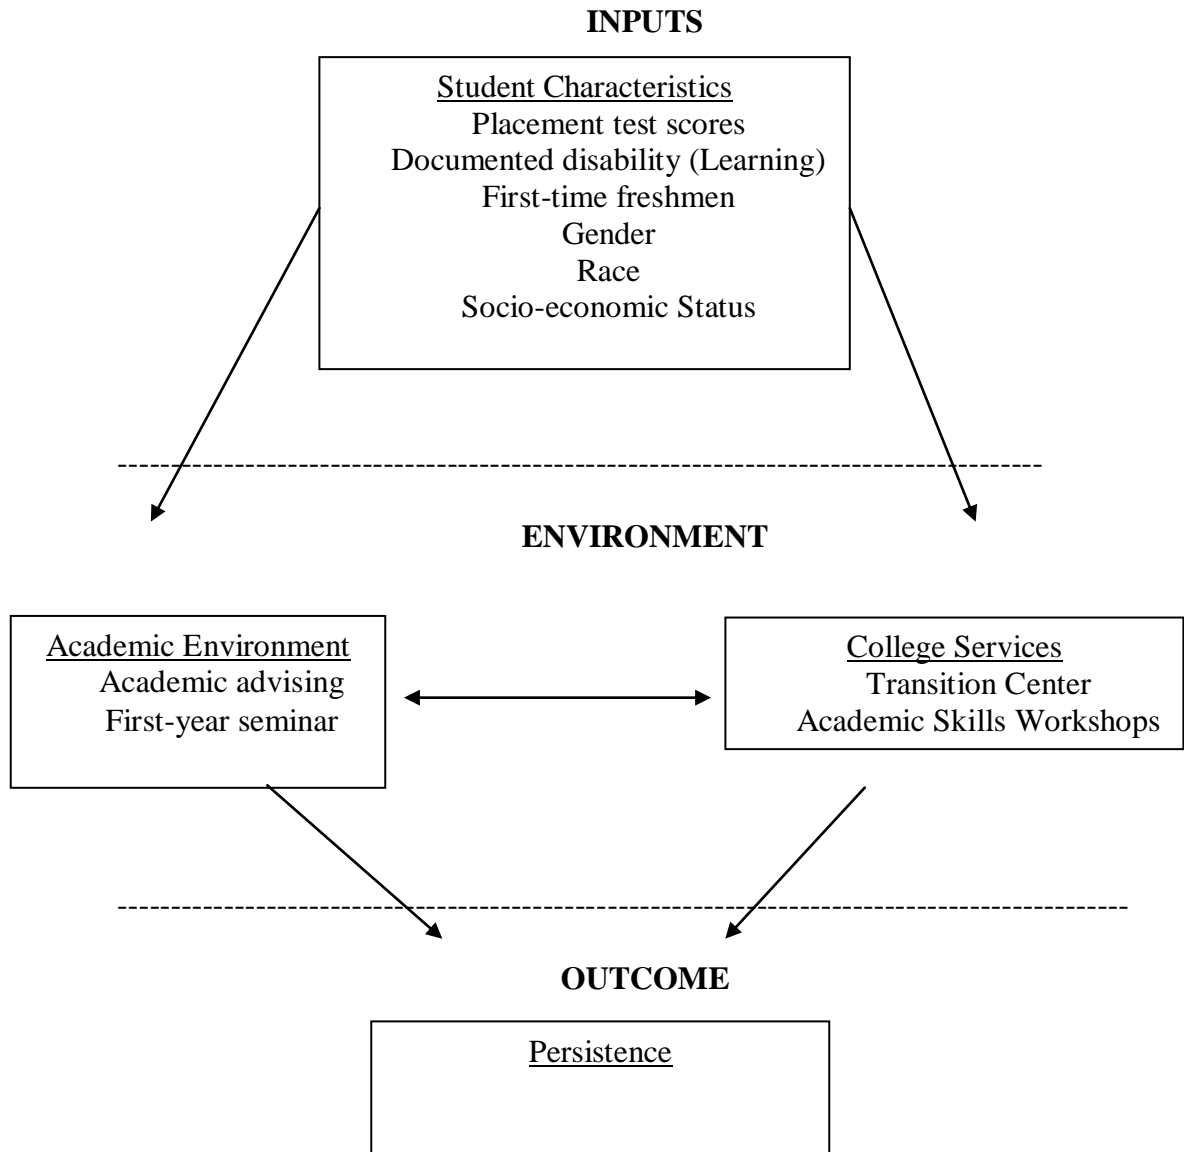 INPUTS
Student Characteristics
Placement test scores
Documented disability (Learning)
First-time freshmen
Gender
Race
Socio-economic Status
ENVIRONMENT
Academic Environment
Academic advising
First-year seminar
College Services
Transition Center
Academic Skills Workshops
OUTCOME
Persistence